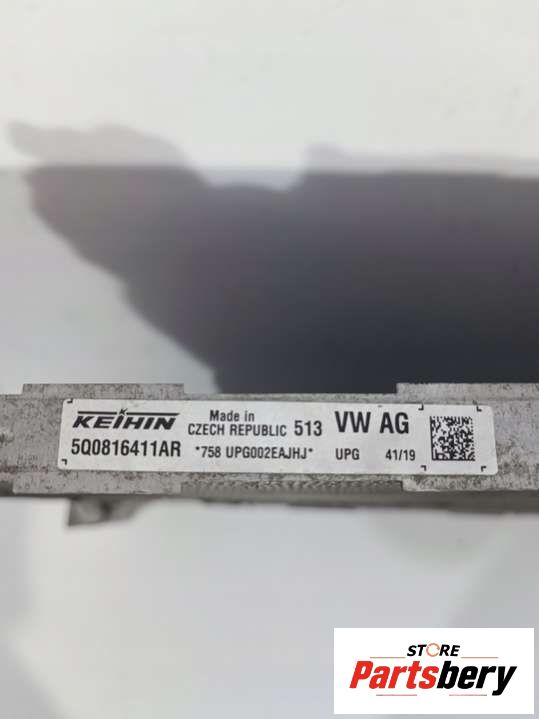 KEIHIN Made in CZECH REPUBLIC 513 VW AG
5Q0816411AR *758 UPG002EAJHJ* UPG 41/19
STORE
Partsbery